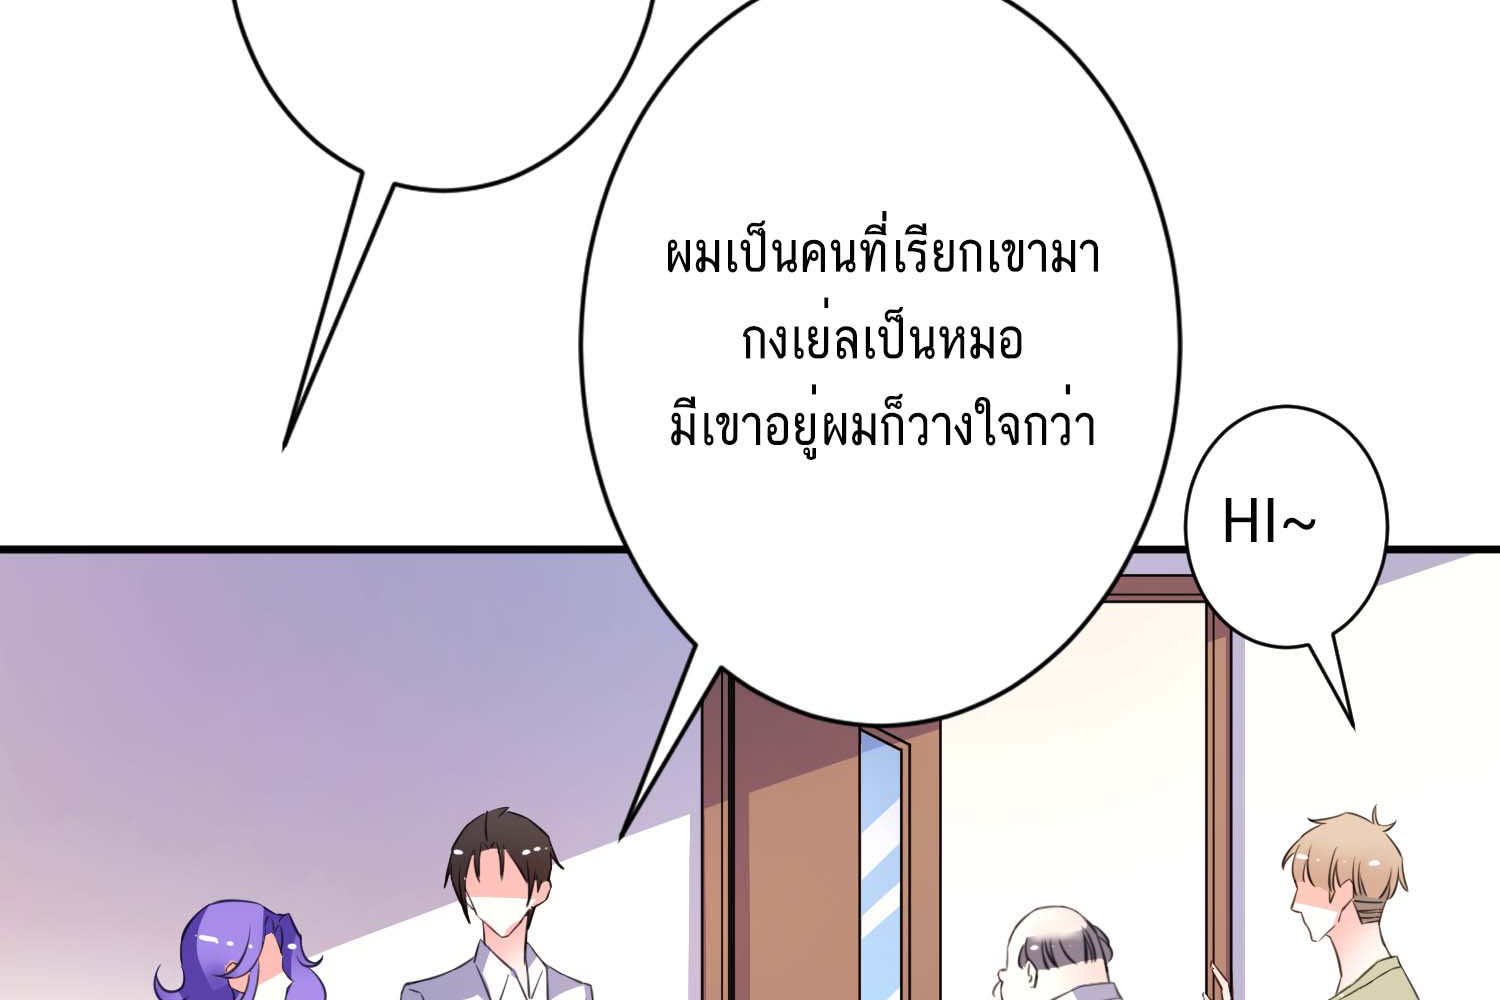 ผมเป็นคนที่เรียกเขามา
กงเย่ลเป็นหมอ
มีเขาอยู่ผมก็วางใจกว่า
HI~